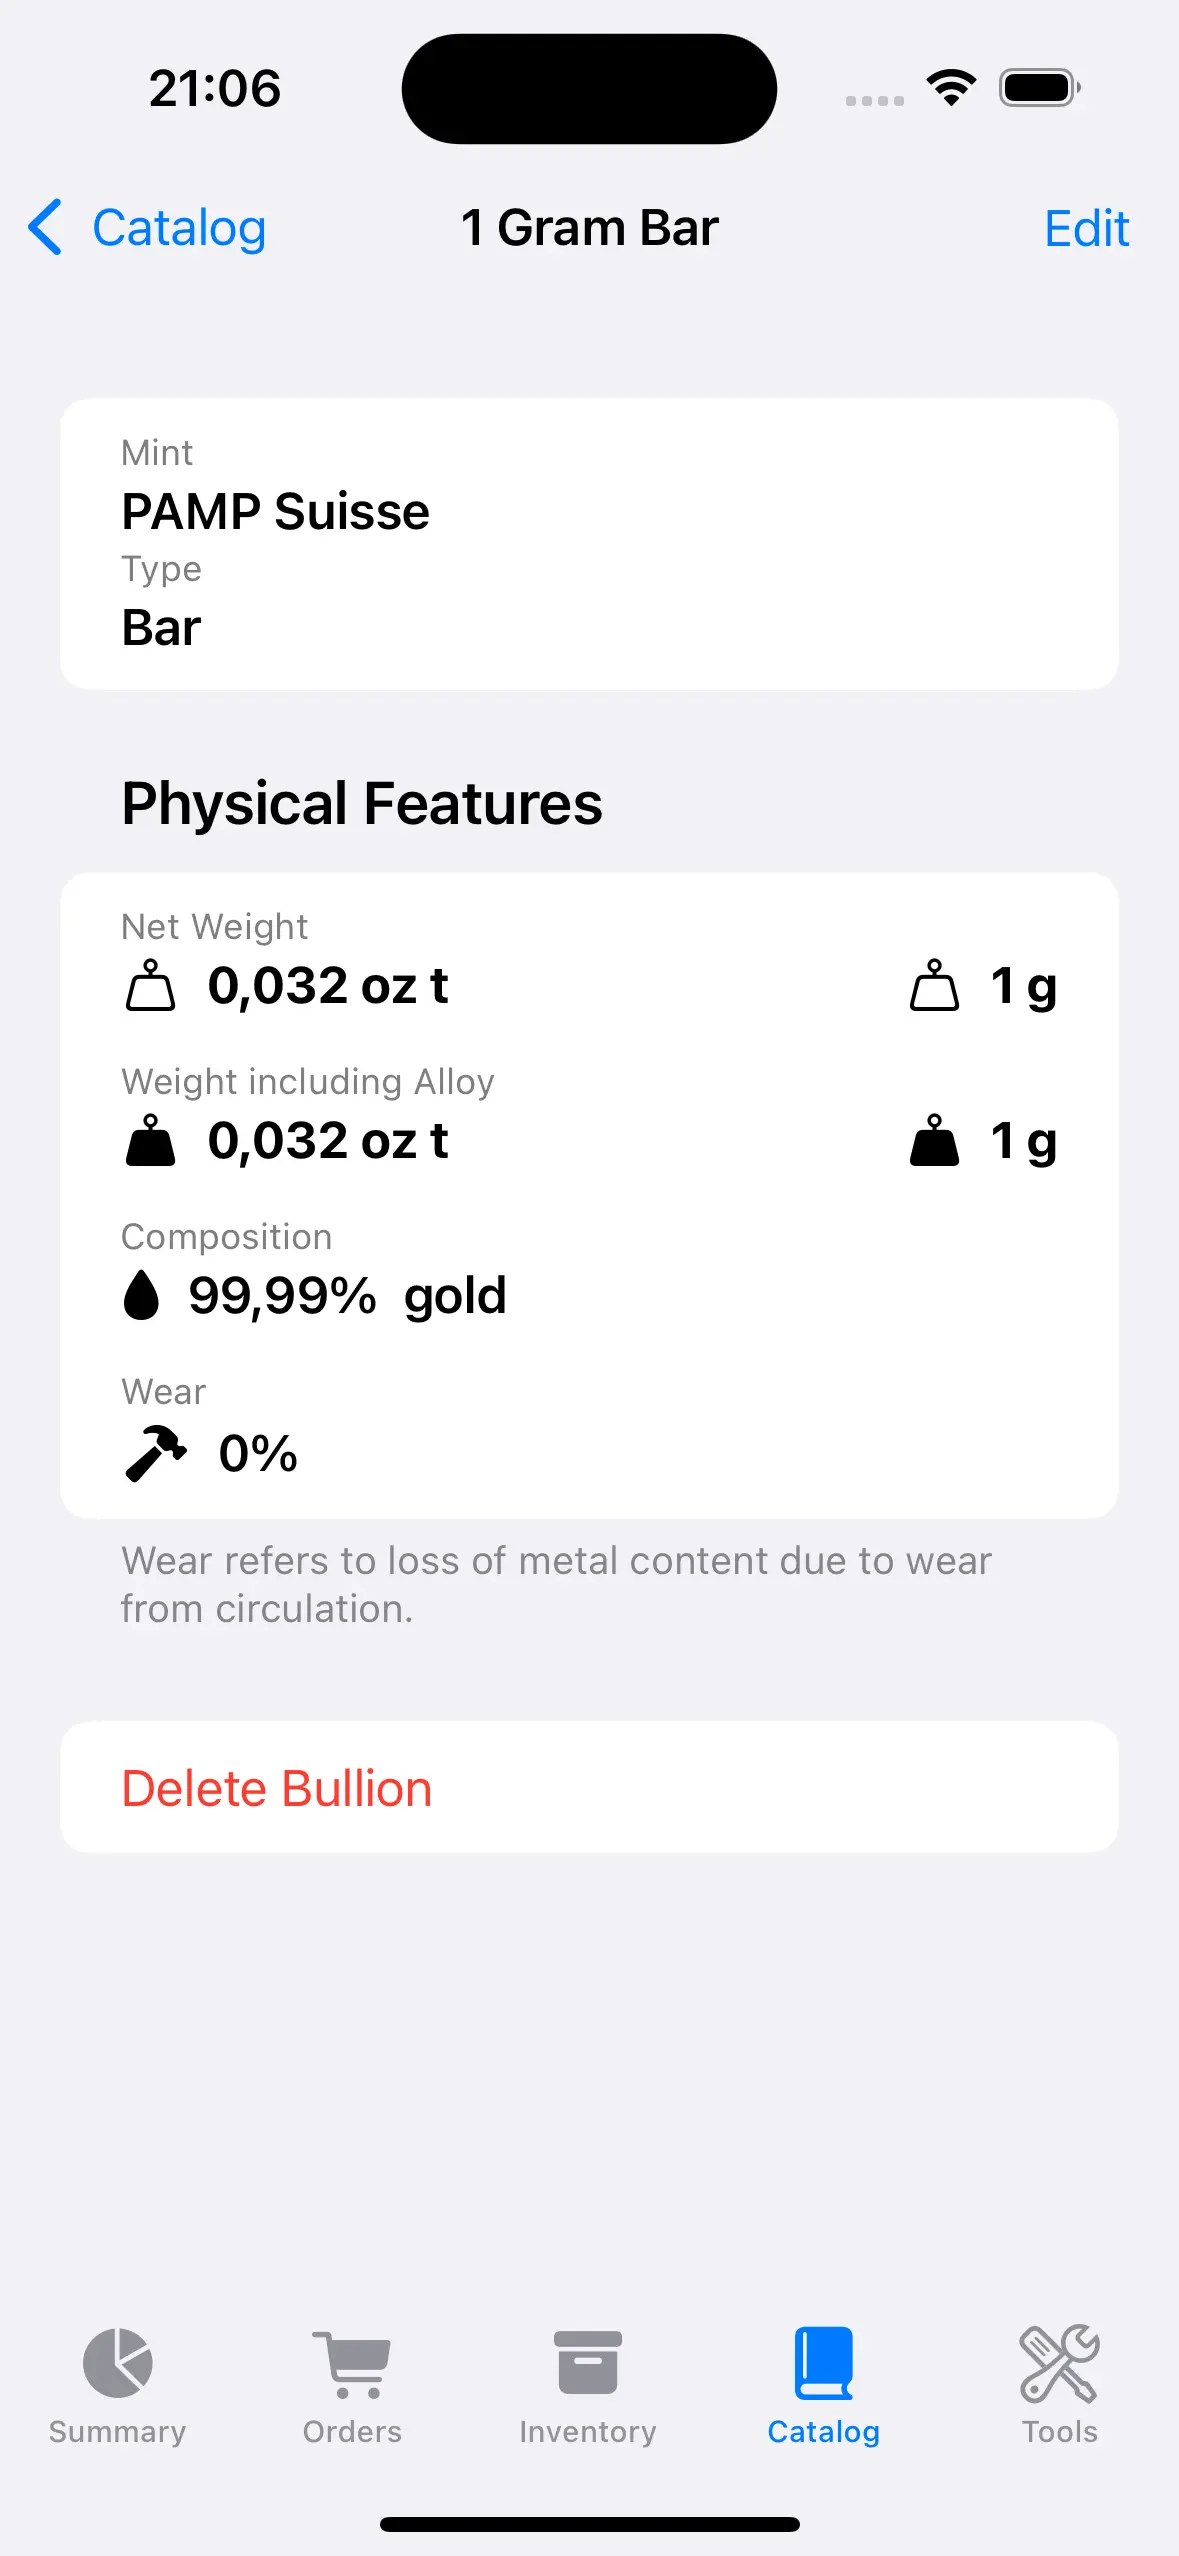 21:06
Catalog
1 Gram Bar
Edit
Mint
PAMP Suisse
Type
Bar
Physical Features
Net Weight
0,032 oz t
1 g
Weight including Alloy
0,032 oz t
1 g
Composition
99,99% gold
Wear
0%
Wear refers to loss of metal content due to wear
from circulation.
Delete Bullion
Summary
Orders
Inventory
Catalog
Tools